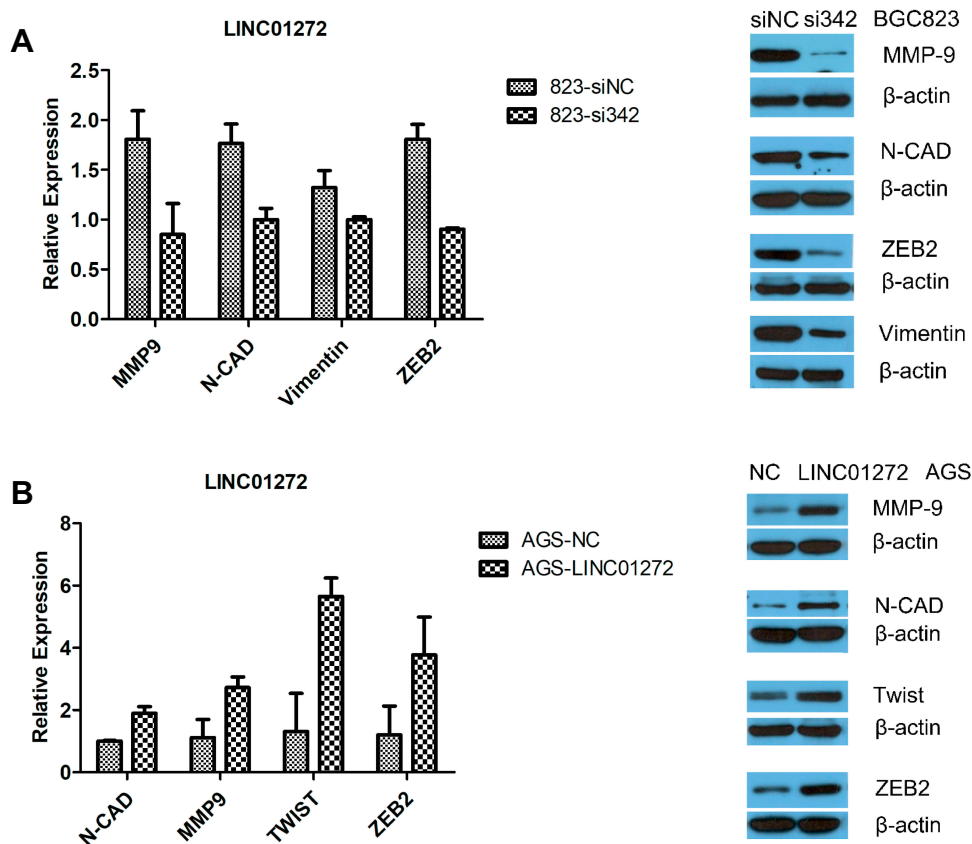 A
LINC01272
Relative Expression
2.5
2.0
1.5
1.0
0.5
0.0
MMP9
N-CAD
Vimentin
ZEB2
823-siNC
823-si342
siNC si342 BGC823
MMP-9
β-actin
N-CAD
β-actin
ZEB2
β-actin
Vimentin
β-actin
B
LINC01272
Relative Expression
8
6
4
2
0
N-CAD
MMP9
TWIST
ZEB2
AGS-NC
AGS-LINC01272
NC LINC01272 AGS
MMP-9
β-actin
N-CAD
β-actin
Twist
β-actin
ZEB2
β-actin